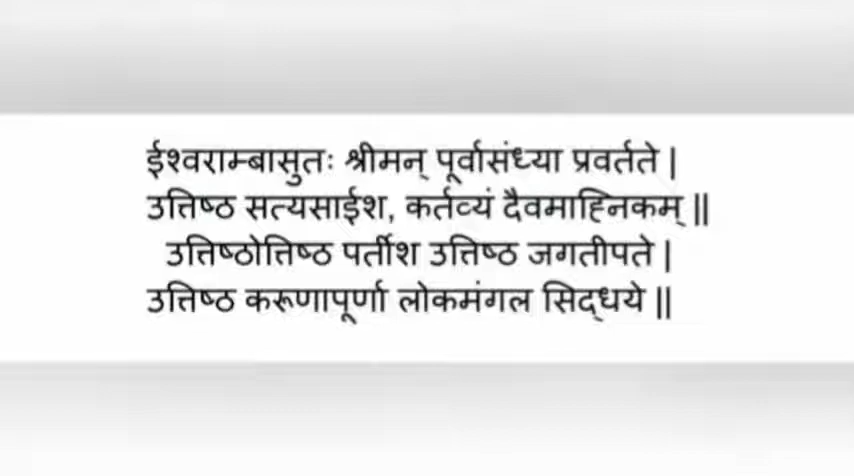 ईश्वराम्बासुतः श्रीमन् पूर्वासंध्या प्रवर्तते |
उत्तिष्ठ सत्यसाईश, कर्तव्यं दैवमाह्निकम् ||
उत्तिष्ठोत्तिष्ठ पर्तीश उत्तिष्ठ जगतीपते |
उत्तिष्ठ करूणापूर्णा लोकमंगल सिद्धये ||